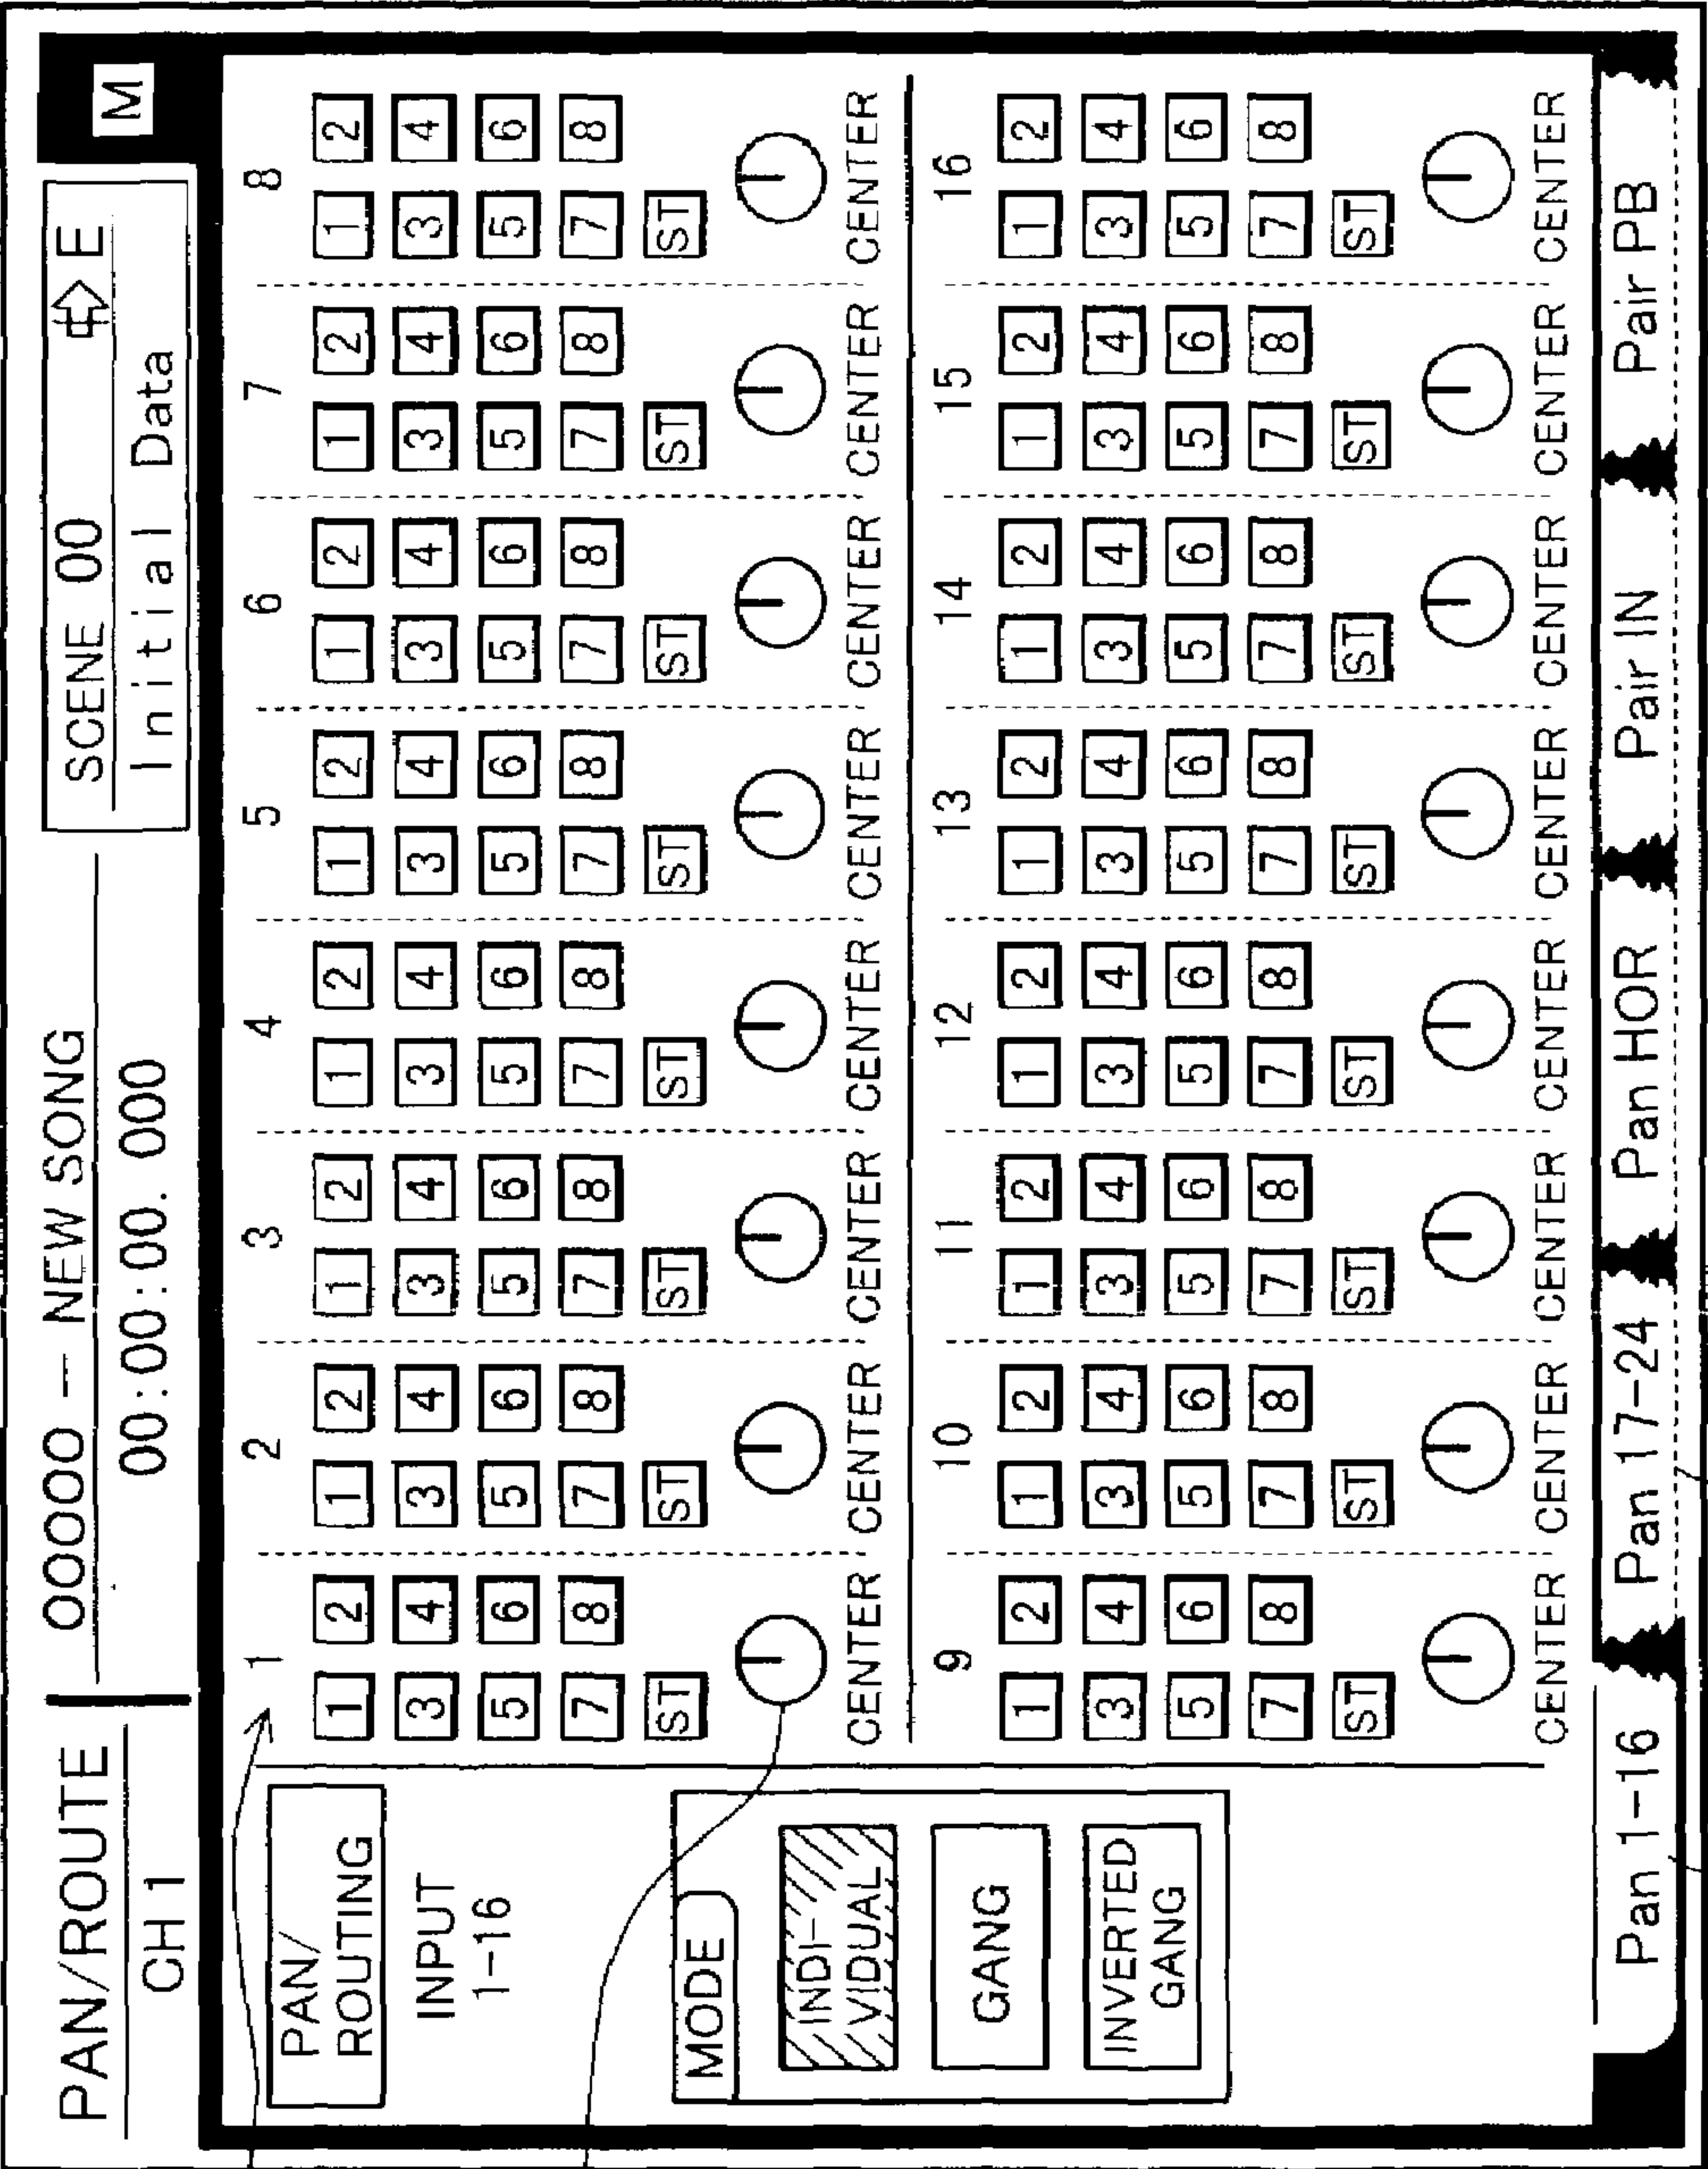 PAN/ROUTE
CH 1
00000 — NEW SONG
00:00:00. 000
SCENE 00 E
Initial Data
M
PAN/
ROUTING
INPUT
1-16
MODE
INDI-
VIDUAL
GANG
INVERTED
GANG
1 2 3 4 5 6 7 8
1 2 1 2 1 2 1 2 1 2 1 2 1 2 1 2
3 4 3 4 3 4 3 4 3 4 3 4 3 4 3 4
5 6 5 6 5 6 5 6 5 6 5 6 5 6 5 6
7 8 7 8 7 8 7 8 7 8 7 8 7 8 7 8
ST ST ST ST ST ST ST ST
CENTER CENTER CENTER CENTER CENTER CENTER CENTER CENTER
9 10 11 12 13 14 15 16
1 2 1 2 1 2 1 2 1 2 1 2 1 2 1 2
3 4 3 4 3 4 3 4 3 4 3 4 3 4 3 4
5 6 5 6 5 6 5 6 5 6 5 6 5 6 5 6
7 8 7 8 7 8 7 8 7 8 7 8 7 8 7 8
ST ST ST ST ST ST ST ST
CENTER CENTER CENTER CENTER CENTER CENTER CENTER CENTER
Pan 1-16 Pan 17-24 Pan HOR Pair IN Pair PB